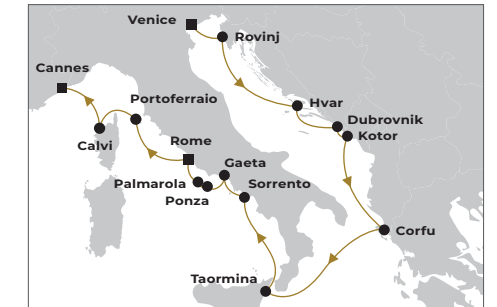 Venice
Rovinj
Cannes
Portoferraio
Hvar
Dubrovnik
Kotor
Calvi
Rome
Gaeta
Palmarola
Sorrento
Ponza
Corfu
Taormina